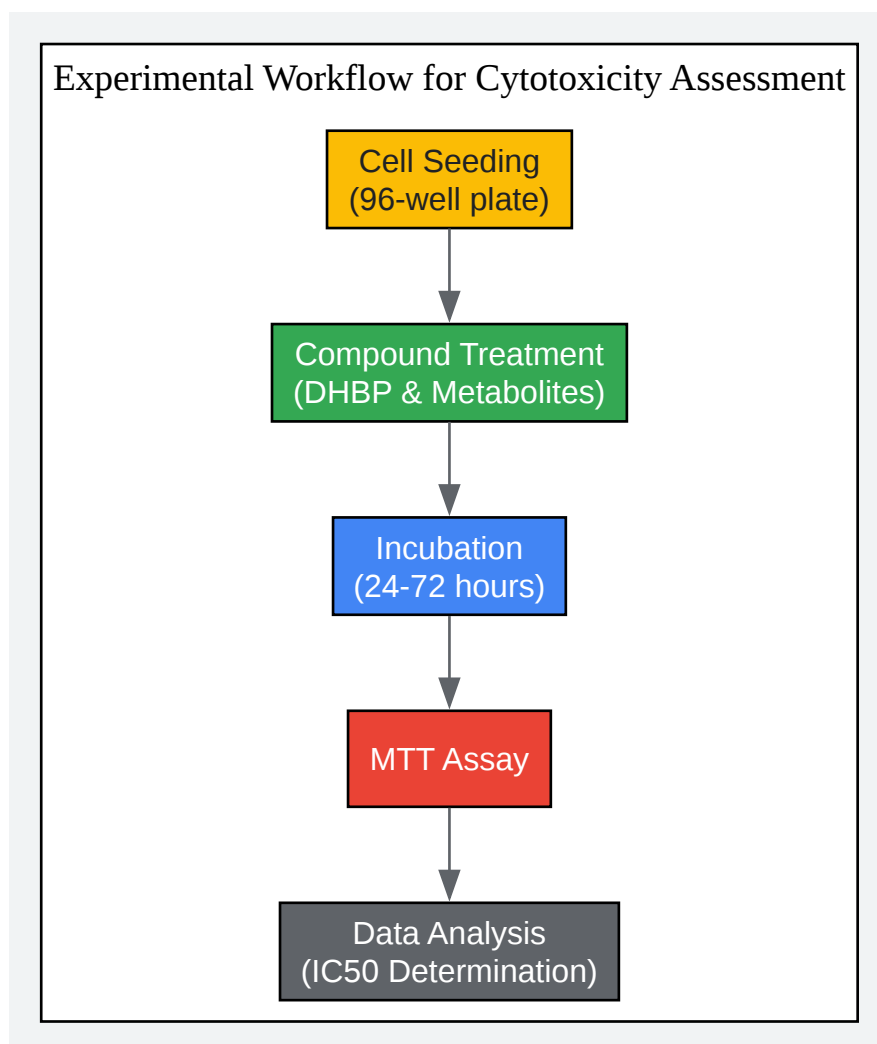 Experimental Workflow for Cytotoxicity Assessment
Cell Seeding
(96-well plate)
Compound Treatment
(DHBP & Metabolites)
Incubation
(24-72 hours)
MTT Assay
Data Analysis
(IC50 Determination)